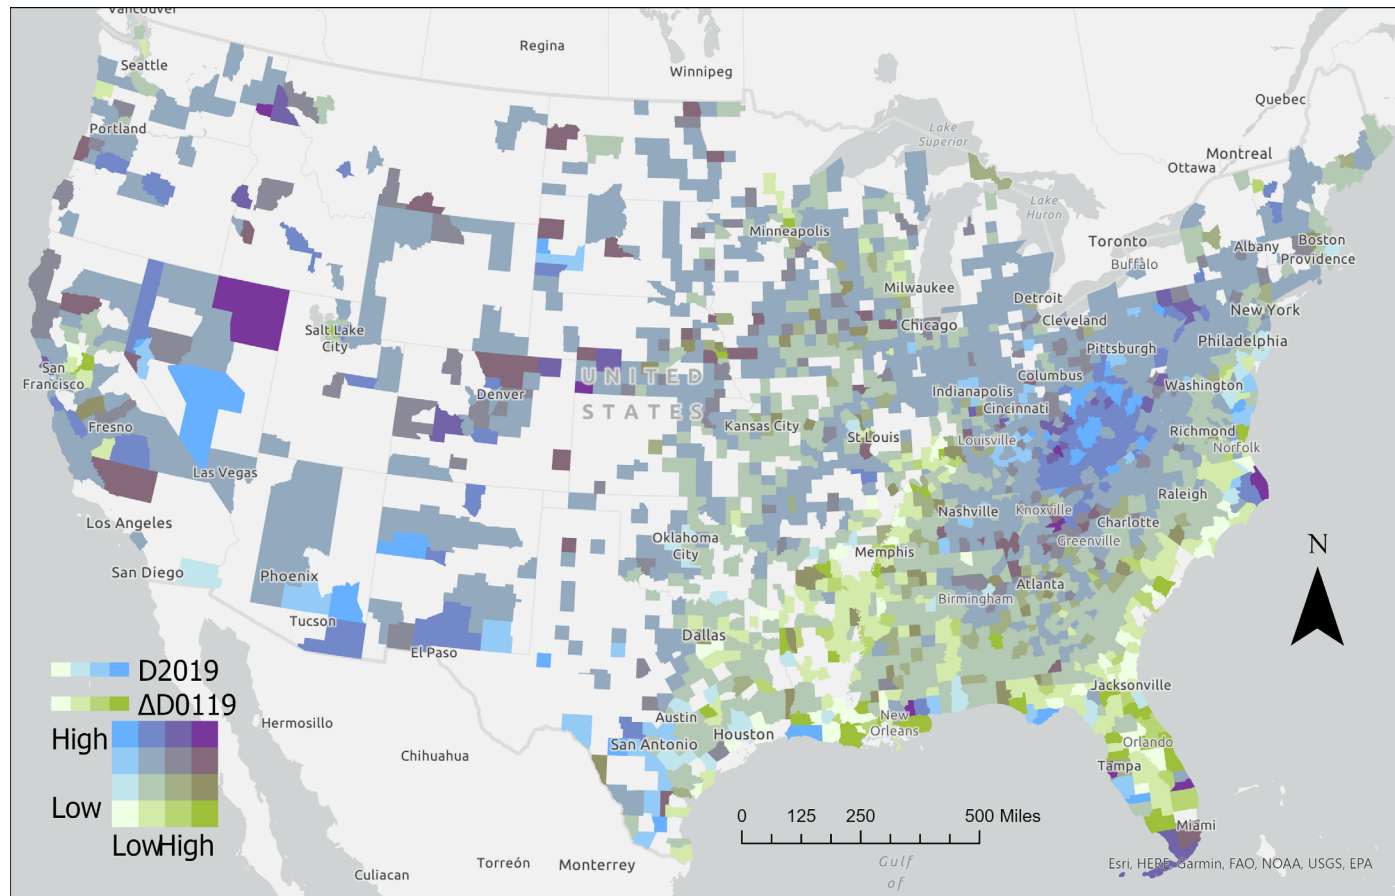 Vancouver
Regina
Winnipeg
Seattle
Quebec
Lake
Superior
Portland
Montreal
Ottawa
Lake
Huron
Minneapolis
Toronto
Buffalo
Albany
Boston
Providence
Milwaukee
Detroit
New York
Chicago
Cleveland
Salt Lake
City
Pittsburgh
Philadelphia
San
Francisco
UNITED
STATES
Denver
Columbus
Indianapolis
Washington
Cincinnati
Fresno
Kansas City
St Louis
Louisville
Richmond
Norfolk
Las Vegas
Raleigh
Nashville
Knoxville
Los Angeles
Charlotte
Oklahoma
City
Greenville
Memphis
N
San Diego
Phoenix
Atlanta
Birmingham
Tucson
Dallas
El Paso
D2019
Jacksonville
ΔD0119
Austin
New
Orleans
Hermosillo
Houston
High
San Antonio
Orlando
Chihuahua
Tampa
Low
0 125 250 500 Miles
Miami
LowHigh
Torreón
Monterrey
Gulf
of
Esri, HERE, Garmin, FAO, NOAA, USGS, EPA
Culiacan